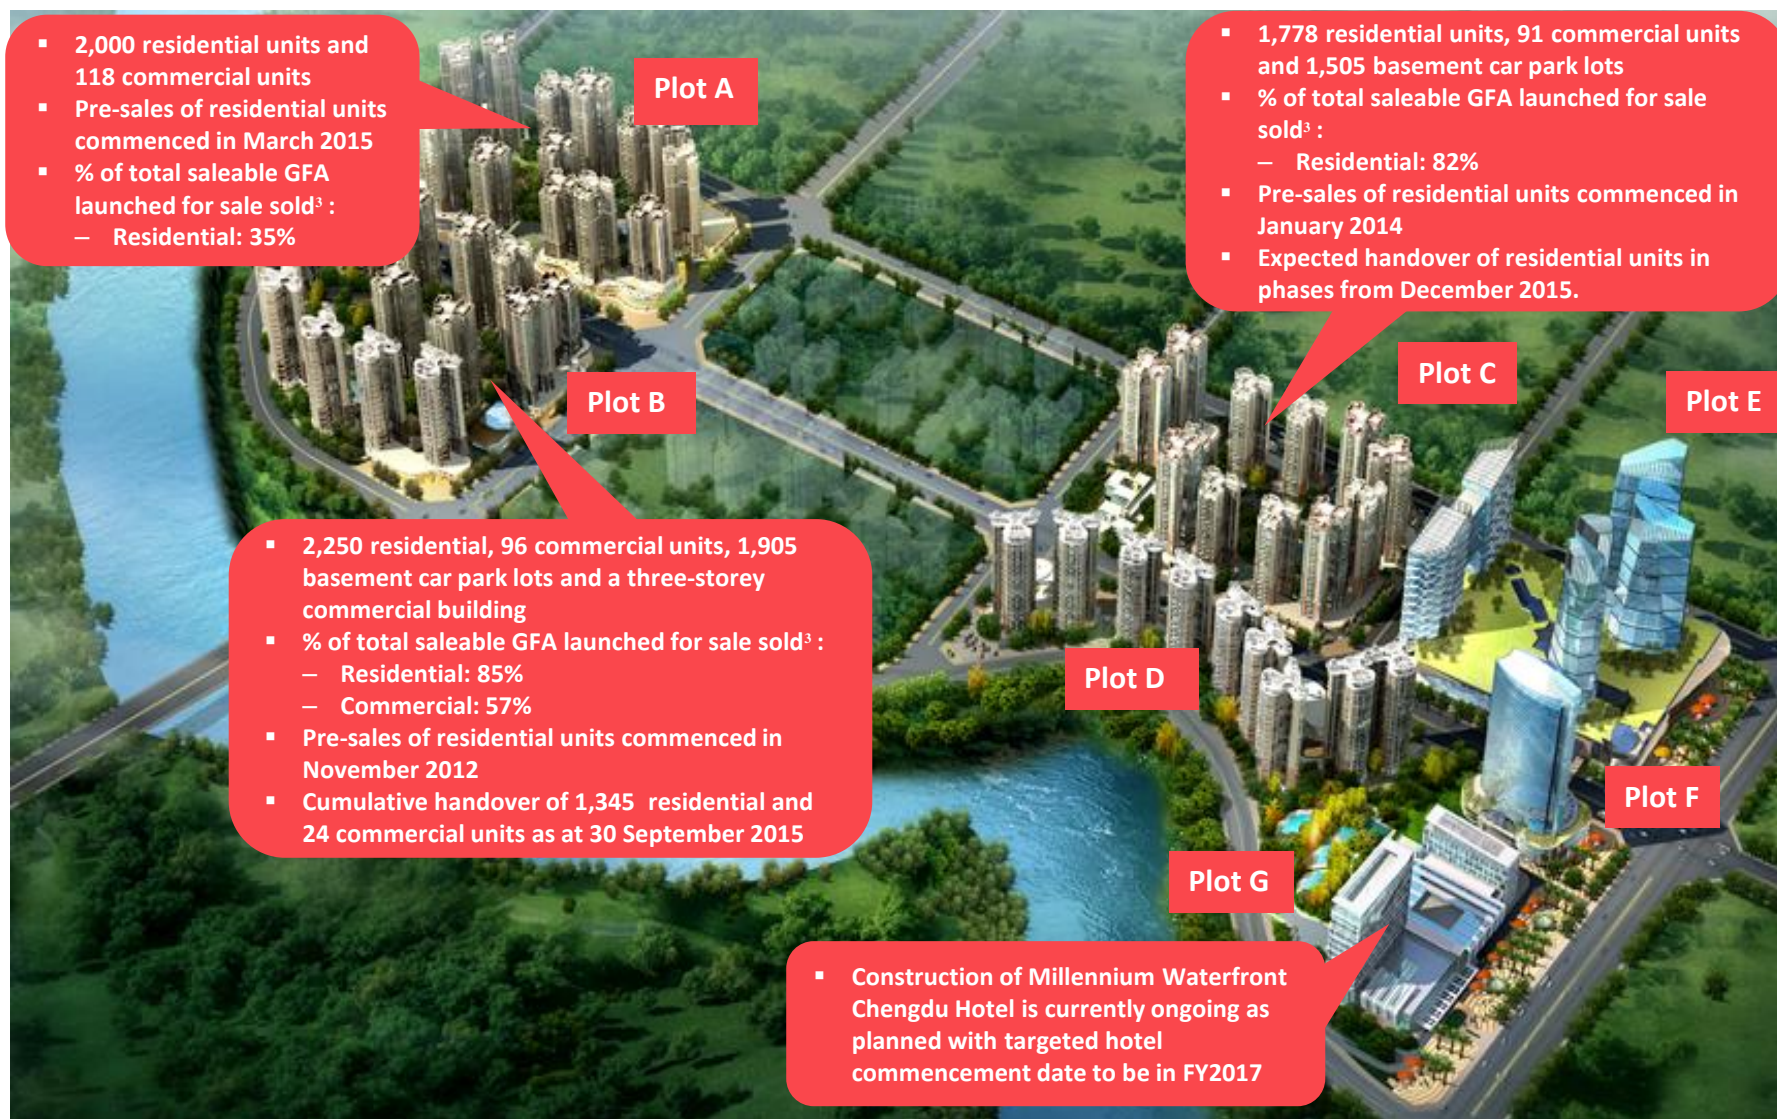 ▪ 2,000 residential units and
118 commercial units
▪ Pre-sales of residential units
commenced in March 2015
▪ % of total saleable GFA
launched for sale sold³ :
– Residential: 35%
Plot A
▪ 1,778 residential units, 91 commercial units
and 1,505 basement car park lots
▪ % of total saleable GFA launched for sale
sold³ :
– Residential: 82%
▪ Pre-sales of residential units commenced in
January 2014
▪ Expected handover of residential units in
phases from December 2015.
Plot B
Plot C
Plot E
▪ 2,250 residential, 96 commercial units, 1,905
basement car park lots and a three-storey
commercial building
▪ % of total saleable GFA launched for sale sold³ :
– Residential: 85%
– Commercial: 57%
▪ Pre-sales of residential units commenced in
November 2012
▪ Cumulative handover of 1,345 residential and
24 commercial units as at 30 September 2015
Plot D
Plot F
Plot G
▪ Construction of Millennium Waterfront
Chengdu Hotel is currently ongoing as
planned with targeted hotel
commencement date to be in FY2017